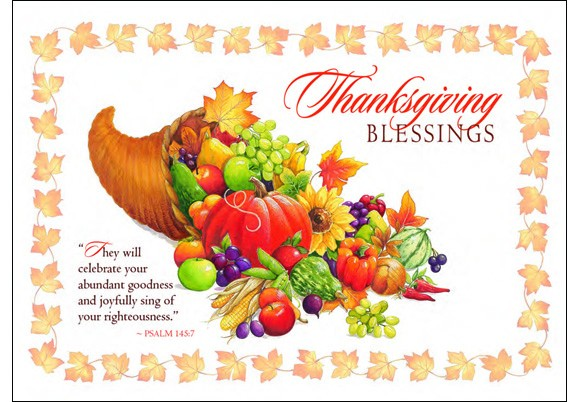 Thanksgiving
BLESSINGS
“They will
celebrate your
abundant goodness
and joyfully sing of
your righteousness.”
~ PSALM 145:7